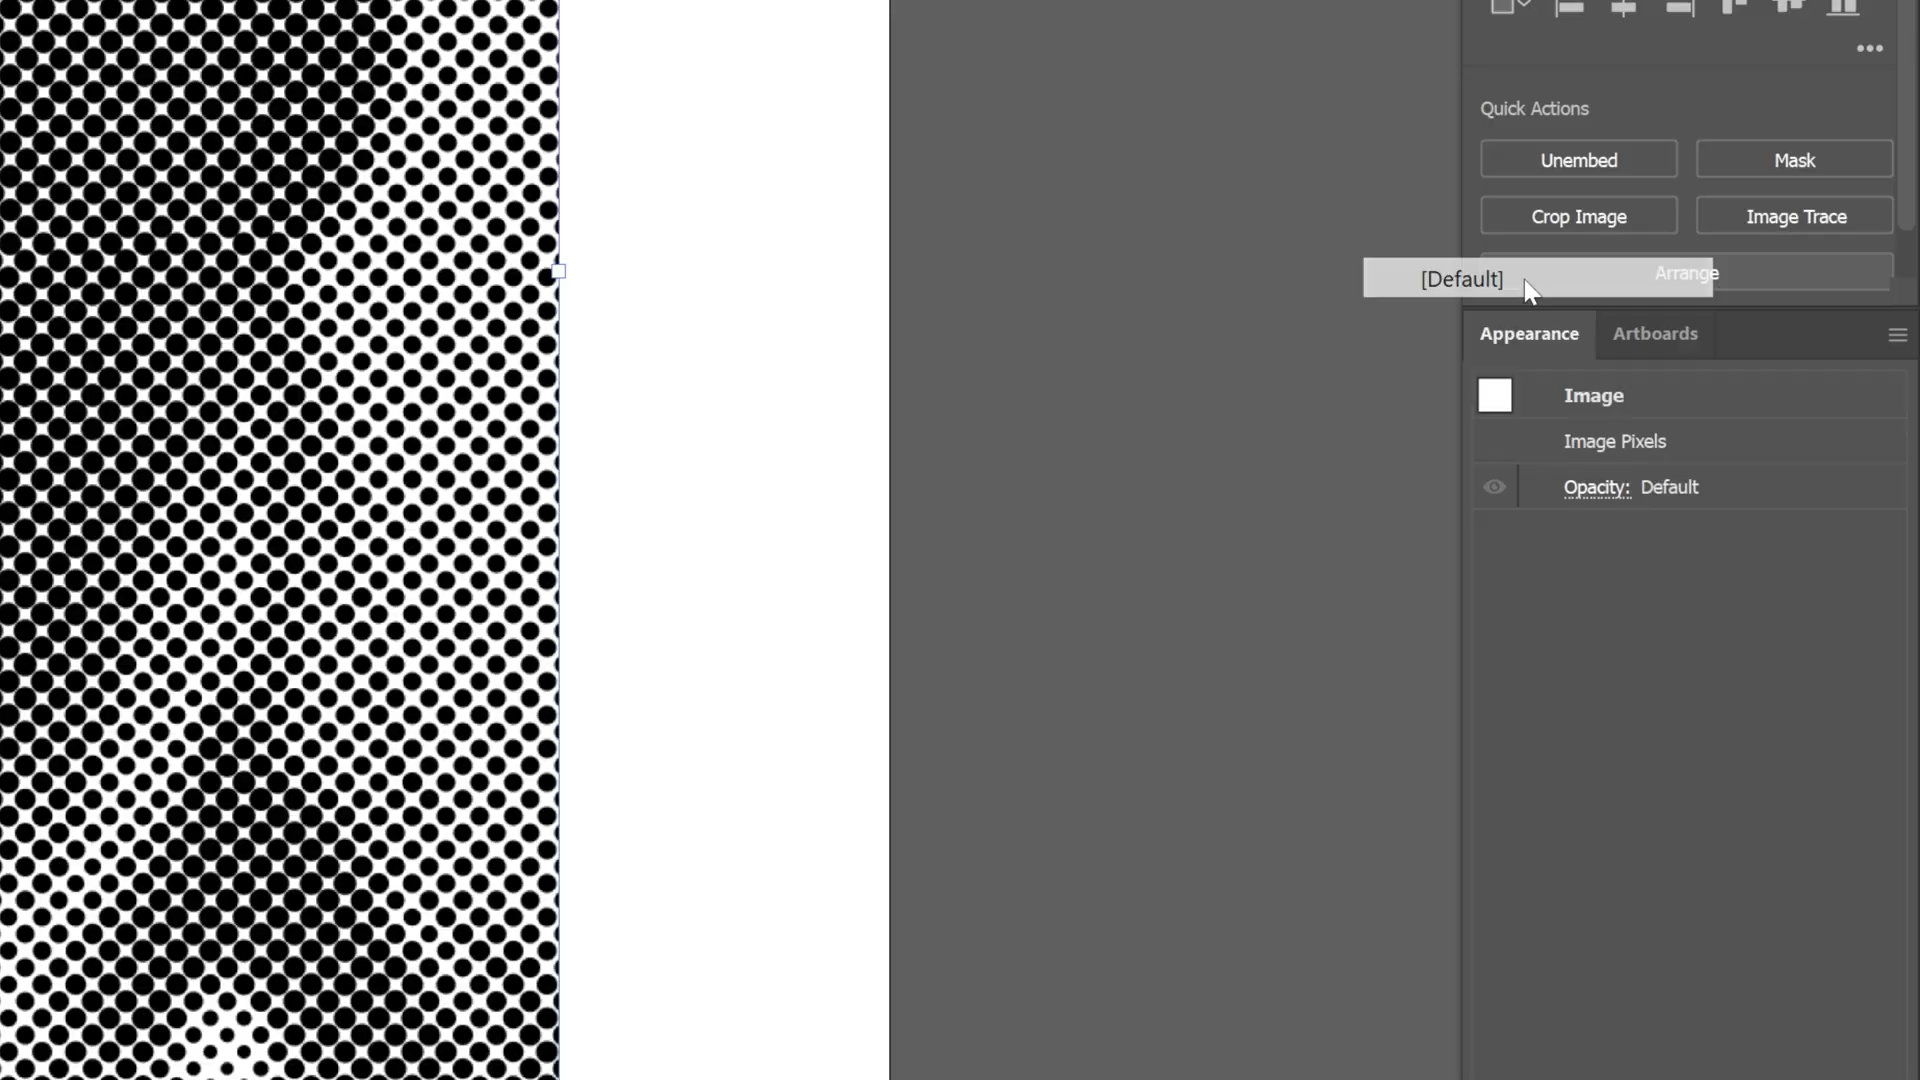 Quick Actions
Unembed
Mask
Crop Image
Image Trace
Arrange
[Default]
Appearance
Artboards
Image
Image Pixels
Opacity: Default